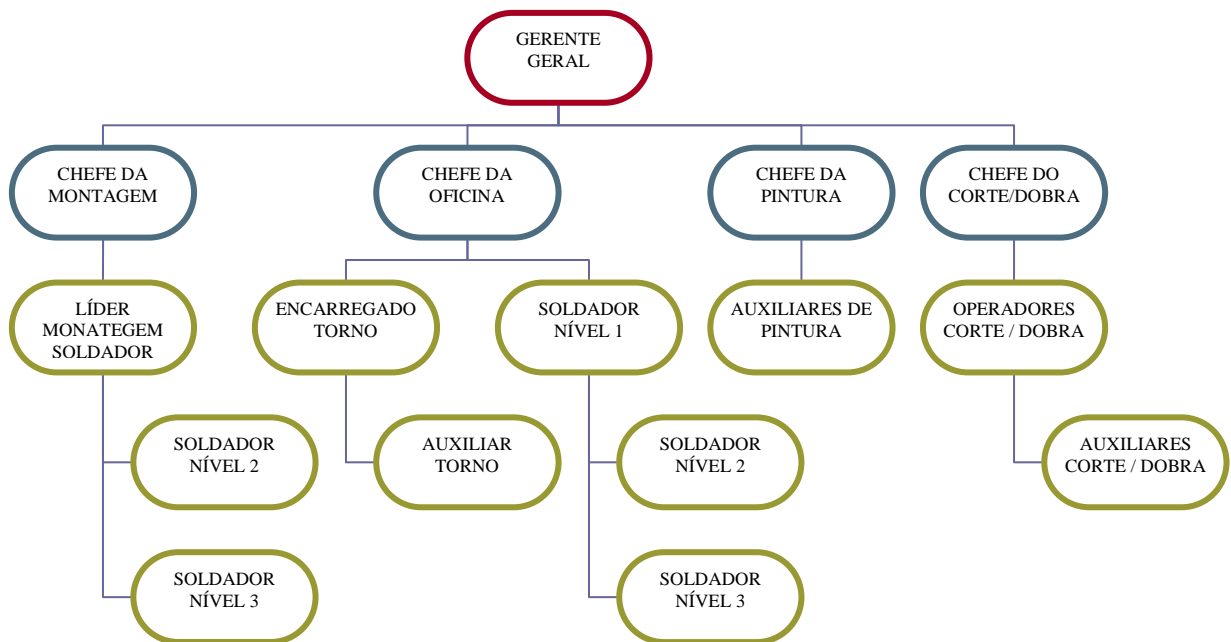 GERENTE
GERAL
CHEFE DA
MONTAGEM
CHEFE DA
OFICINA
CHEFE DA
PINTURA
CHEFE DO
CORTE/DOBRA
LÍDER
MONATEGEM
SOLDADOR
ENCARREGADO
TORNO
SOLDADOR
NÍVEL 1
AUXILIARES DE
PINTURA
OPERADORES
CORTE / DOBRA
SOLDADOR
NÍVEL 2
AUXILIAR
TORNO
SOLDADOR
NÍVEL 2
AUXILIARES
CORTE / DOBRA
SOLDADOR
NÍVEL 3
SOLDADOR
NÍVEL 3